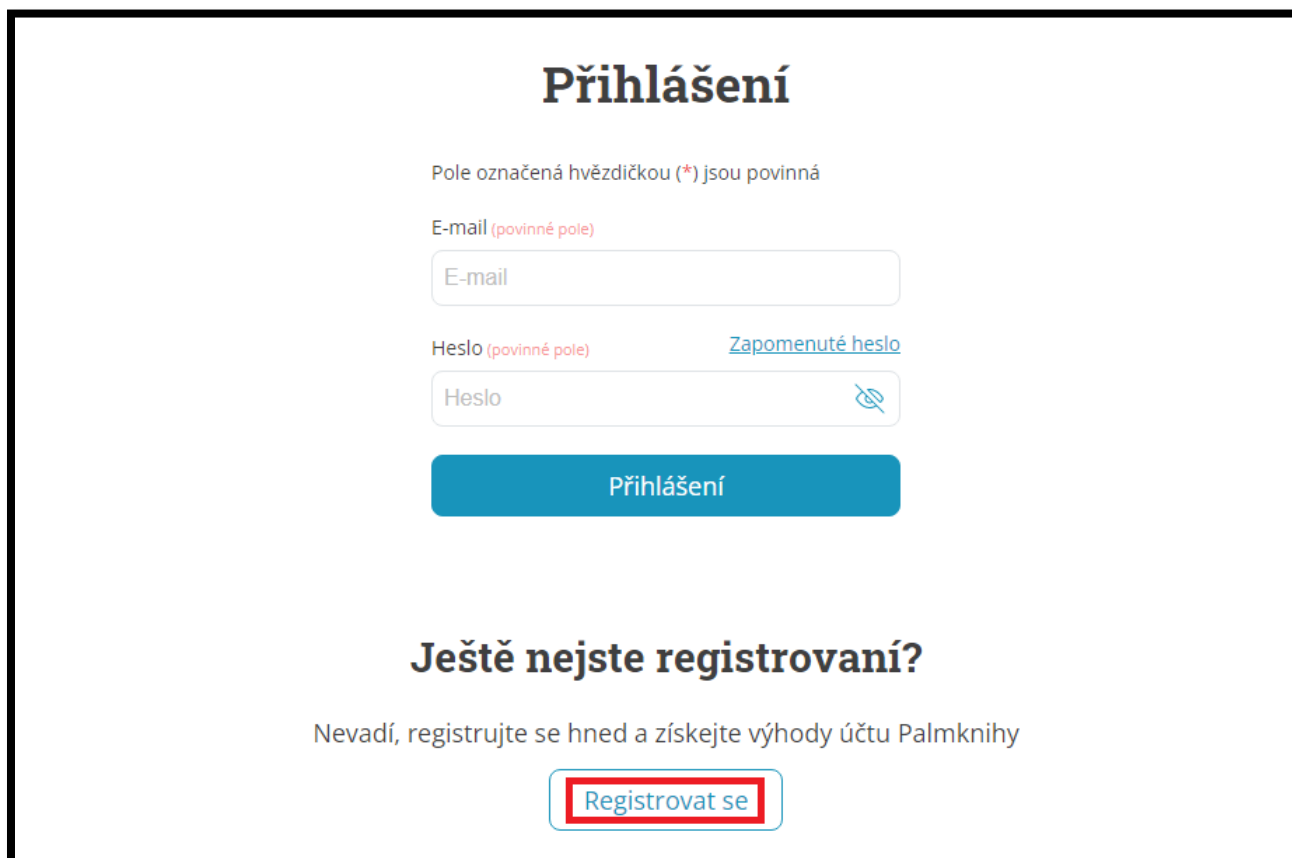 Přihlášení
Pole označená hvězdičkou (*) jsou povinná
E-mail (povinné pole)
E-mail
Heslo (povinné pole) Zapomenuté heslo
Heslo
Přihlášení
Ještě nejste registrovaní?
Nevadí, registrujte se hned a získejte výhody účtu Palmknihy
Registrovat se